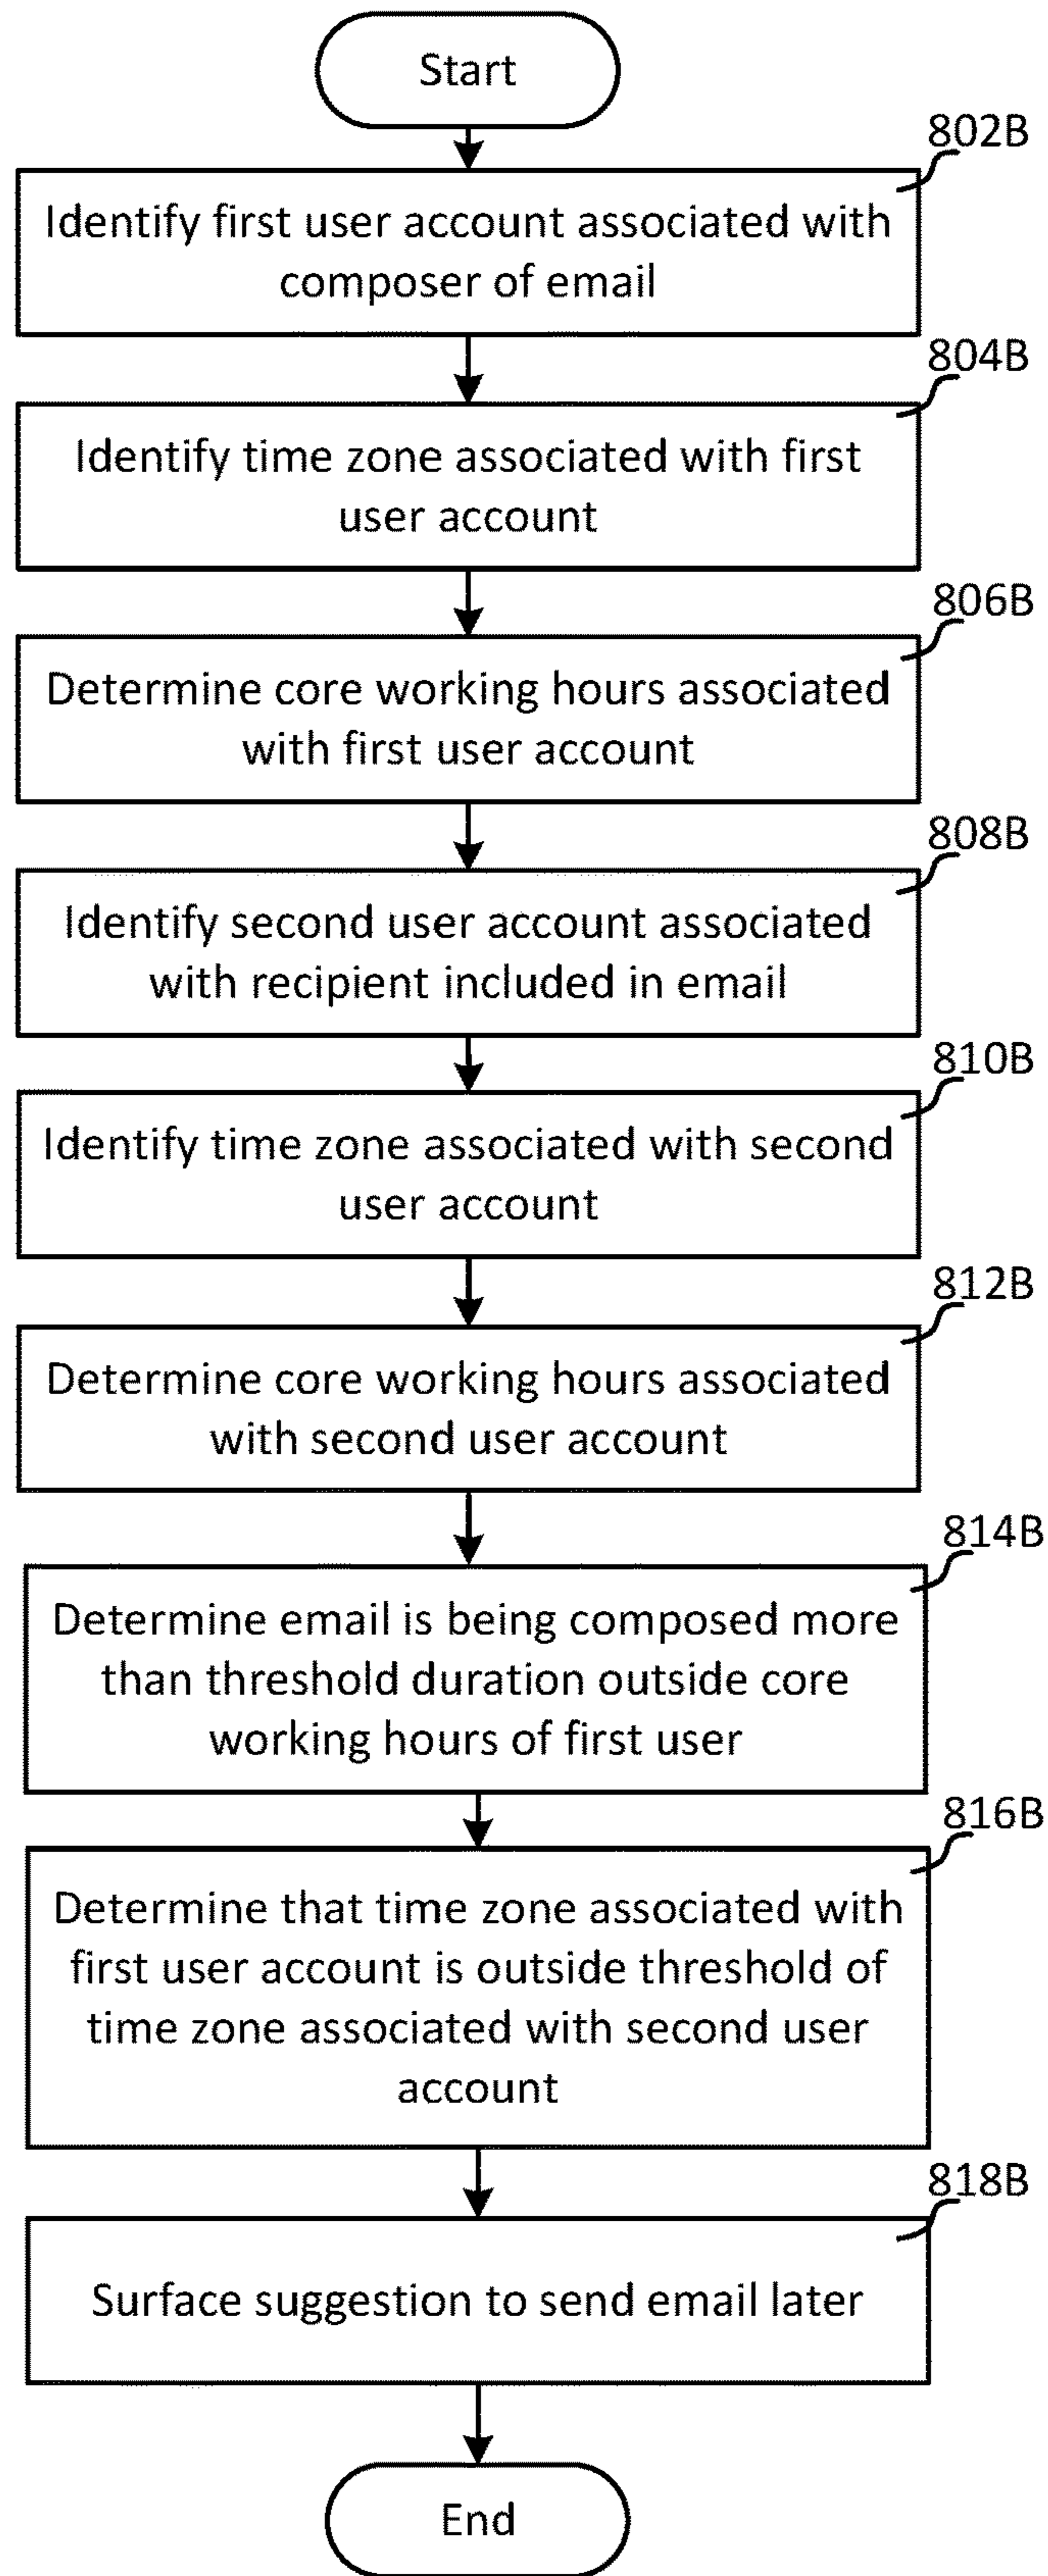 Start
802B
Identify first user account associated with
composer of email
804B
Identify time zone associated with first
user account
806B
Determine core working hours associated
with first user account
808B
Identify second user account associated
with recipient included in email
810B
Identify time zone associated with second
user account
812B
Determine core working hours associated
with second user account
814B
Determine email is being composed more
than threshold duration outside core
working hours of first user
816B
Determine that time zone associated with
first user account is outside threshold of
time zone associated with second user
account
818B
Surface suggestion to send email later
End